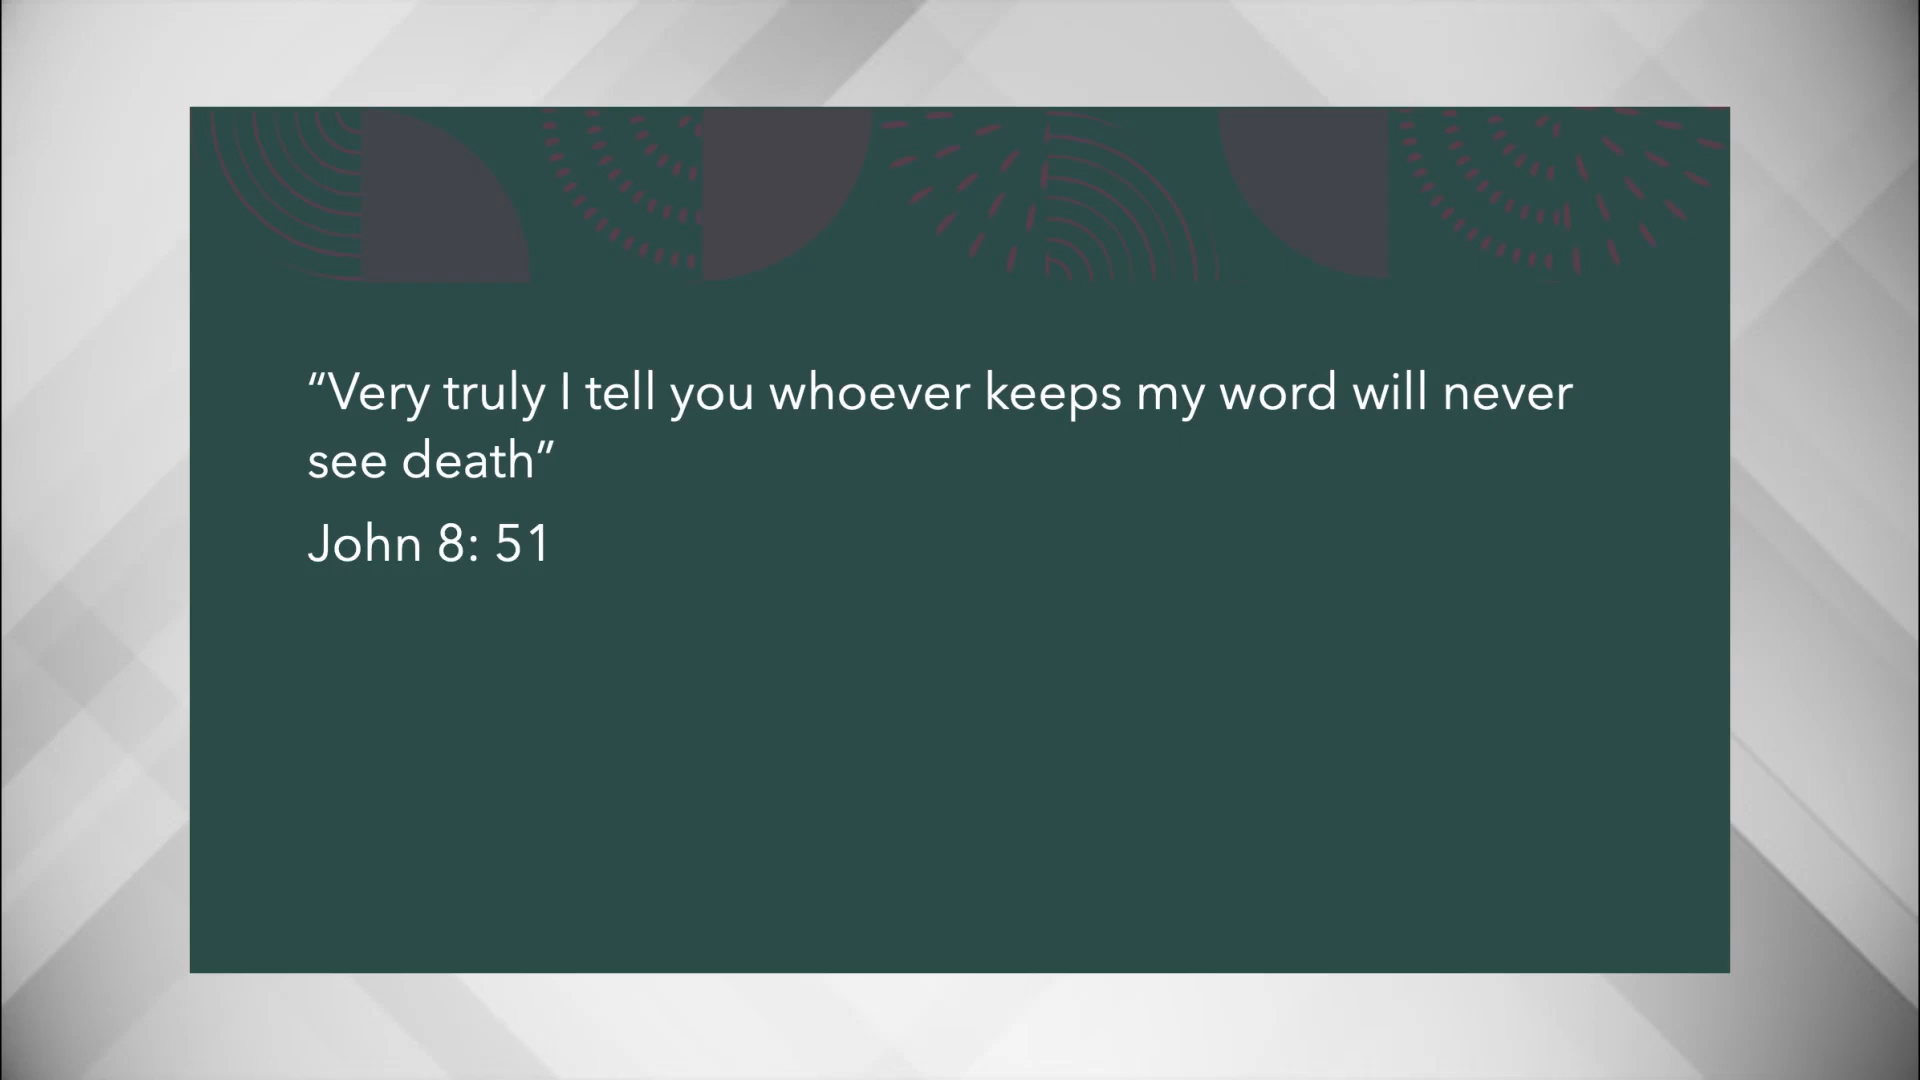 “Very truly I tell you whoever keeps my word will never
see death”
John 8: 51